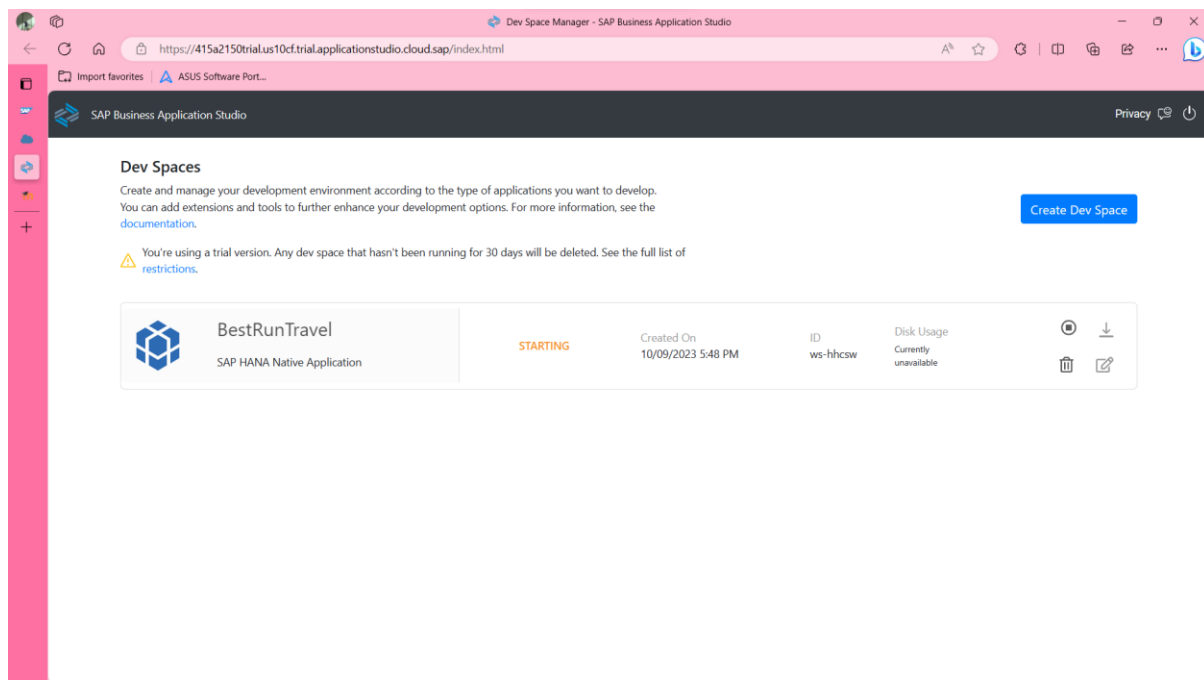 Dev Space Manager - SAP Business Application Studio
https://415a2150trial.us10cf.trial.applicationstudio.cloud.sap/index.html
Import favorites
ASUS Software Port...
SAP Business Application Studio
Privacy
Dev Spaces
Create and manage your development environment according to the type of applications you want to develop.
You can add extensions and tools to further enhance your development options. For more information, see the
documentation.
Create Dev Space
You're using a trial version. Any dev space that hasn't been running for 30 days will be deleted. See the full list of
restrictions.
BestRunTravel
SAP HANA Native Application
STARTING
Created On
10/09/2023 5:48 PM
ID
ws-hhcsw
Disk Usage
Currently
unavailable